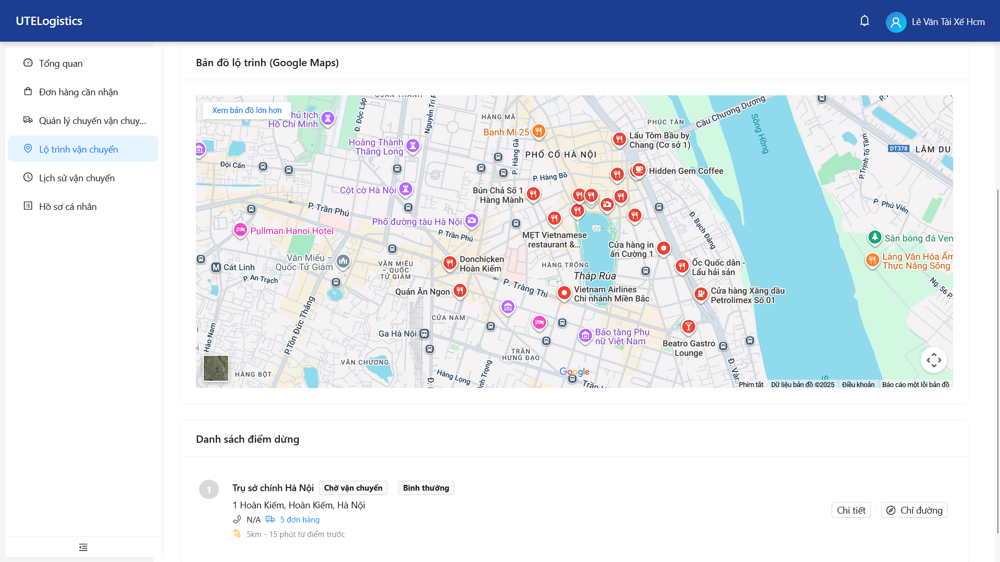 UTELogistics
Lê Văn Tài Xế Hcm
Tổng quan
Đơn hàng cần nhận
Quản lý chuyến vận chuy...
Lộ trình vận chuyển
Lịch sử vận chuyển
Hồ sơ cá nhân
Bản đồ lộ trình (Google Maps)
Xem bản đồ lớn hơn
hủ tịch
Hồ Chí Minh
Đ. Độc Lập
Nguyễn Tri P
HÀNG MÃ
Banh Mi 25
PHÚC TÂN
Cầu Chương Dương
Sông Hồng
Lẩu Tôm Bầu by
Chang (Cơ sở 1)
Hoàng Thành
Thăng Long
P. Hàng Gà
PHỐ CỔ HÀ NỘI
P.Trịnh Tố Tâm
DT378
LÂM DU
Đội Cấn
P. Hàng Bồ
Hidden Gem Coffee
Cột cờ Hà Nội
Bún Chả Số 1
Hàng Mành
P. Trần Phú
P. Phú Viên
Phố đường tàu Hà Nội
Đ. Bạch Đằng
Pullman Hanoi Hotel
P. Trần Phú
MẸT Vietnamese
restaurant &...
Cửa hàng in
ấn Cường 1
Sân bóng đá Ven
Văn Miếu –
Quốc Tử Giám
VĂN MIẾU
– QUỐC
TỬ GIÁM
Donchicken
Hoàn Kiếm
HÀNG TRỐNG
Ốc Quốc dân -
Lẩu hải sản
Làng Văn Hóa Ẩm
Thực Nắng Sông
M Cát Linh
P. An Trạch
Tháp Rùa
P. Tràng Thi
Ng. 56 P.
Quán Ăn Ngon
Vietnam Airlines
Chi nhánh Miền Bắc
Cửa hàng Xăng dầu
Petrolimex Số 01
P.Tôn Đức Thắng
CỬA NAM
Hào Nam
Ga Hà Nội
Bảo tàng Phụ
nữ Việt Nam
Beatro Gastro
Lounge
TRẦN
HƯNG ĐẠO
VĂN CHƯƠNG
HÀNG BỘT
Hàng Lọng
Google
Phím tắt
Dữ liệu bản đồ ©2025
Điều khoản
Báo cáo một lỗi bản đồ
Danh sách điểm dừng
1
Trụ sở chính Hà Nội
Chờ vận chuyển
Bình thường
1 Hoàn Kiếm, Hoàn Kiếm, Hà Nội
N/A
5 đơn hàng
5km - 15 phút từ điểm trước
Chi tiết
Chỉ đường